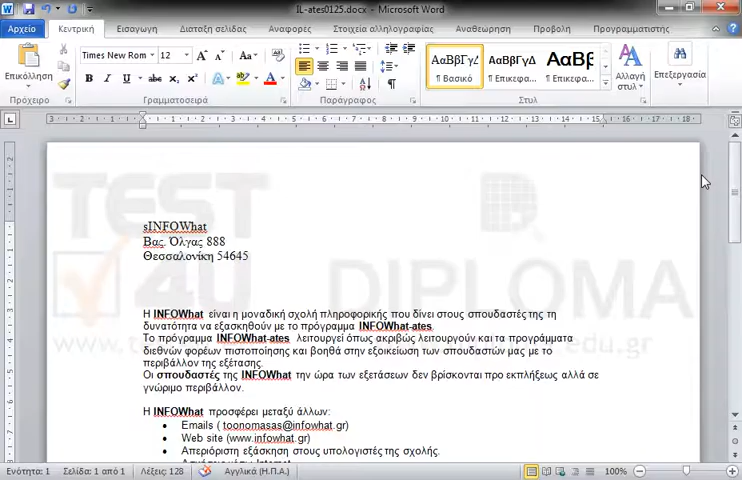 IL-ates0125.docx - Microsoft Word
Αρχείο Κεντρική Εισαγωγή Διάταξη σελίδας Αναφορές Στοιχεία αλληλογραφίας Αναθεώρηση Προβολή Προγραμματιστής
Times New Rom 12
ΑαΒβΓγΔ ΑαΒβΓγΔ ΑαΒβ
Επικόλληση ¶ Βασικό ¶ Επικεφα... ¶ Επικεφα... Αλλαγή στυλ Επεξεργασία
Πρόχειρο Γραμματοσειρά Παράγραφος Στυλ
sINFOWhat
Βας. Όλγας 888
Θεσσαλονίκη 54645
TEST 4U DIPLOMA
Η INFOWhat είναι η μοναδική σχολή πληροφορικής που δίνει στους σπουδαστές της τη
δυνατότητα να εξασκηθούν με το πρόγραμμα INFOWhat-ates.
Το πρόγραμμα INFOWhat-ates λειτουργεί όπως ακριβώς λειτουργούν και τα προγράμματα
διεθνών φορέων πιστοποίησης και βοηθά στην εξοικείωση των σπουδαστών μας με το
περιβάλλον της εξέτασης.
Οι σπουδαστές της INFOWhat την ώρα των εξετάσεων δεν βρίσκονται προ εκπλήξεως αλλά σε
γνώριμο περιβάλλον.
Η INFOWhat προσφέρει μεταξύ άλλων:
• Emails ( toonomasas@infowhat.gr)
• Web site (www.infowhat.gr)
• Απεριόριστη εξάσκηση στους υπολογιστές της σχολής.
Ενότητα: 1 Σελίδα: 1 από 1 Λέξεις: 128 Αγγλικά (Η.Π.Α.) 100%